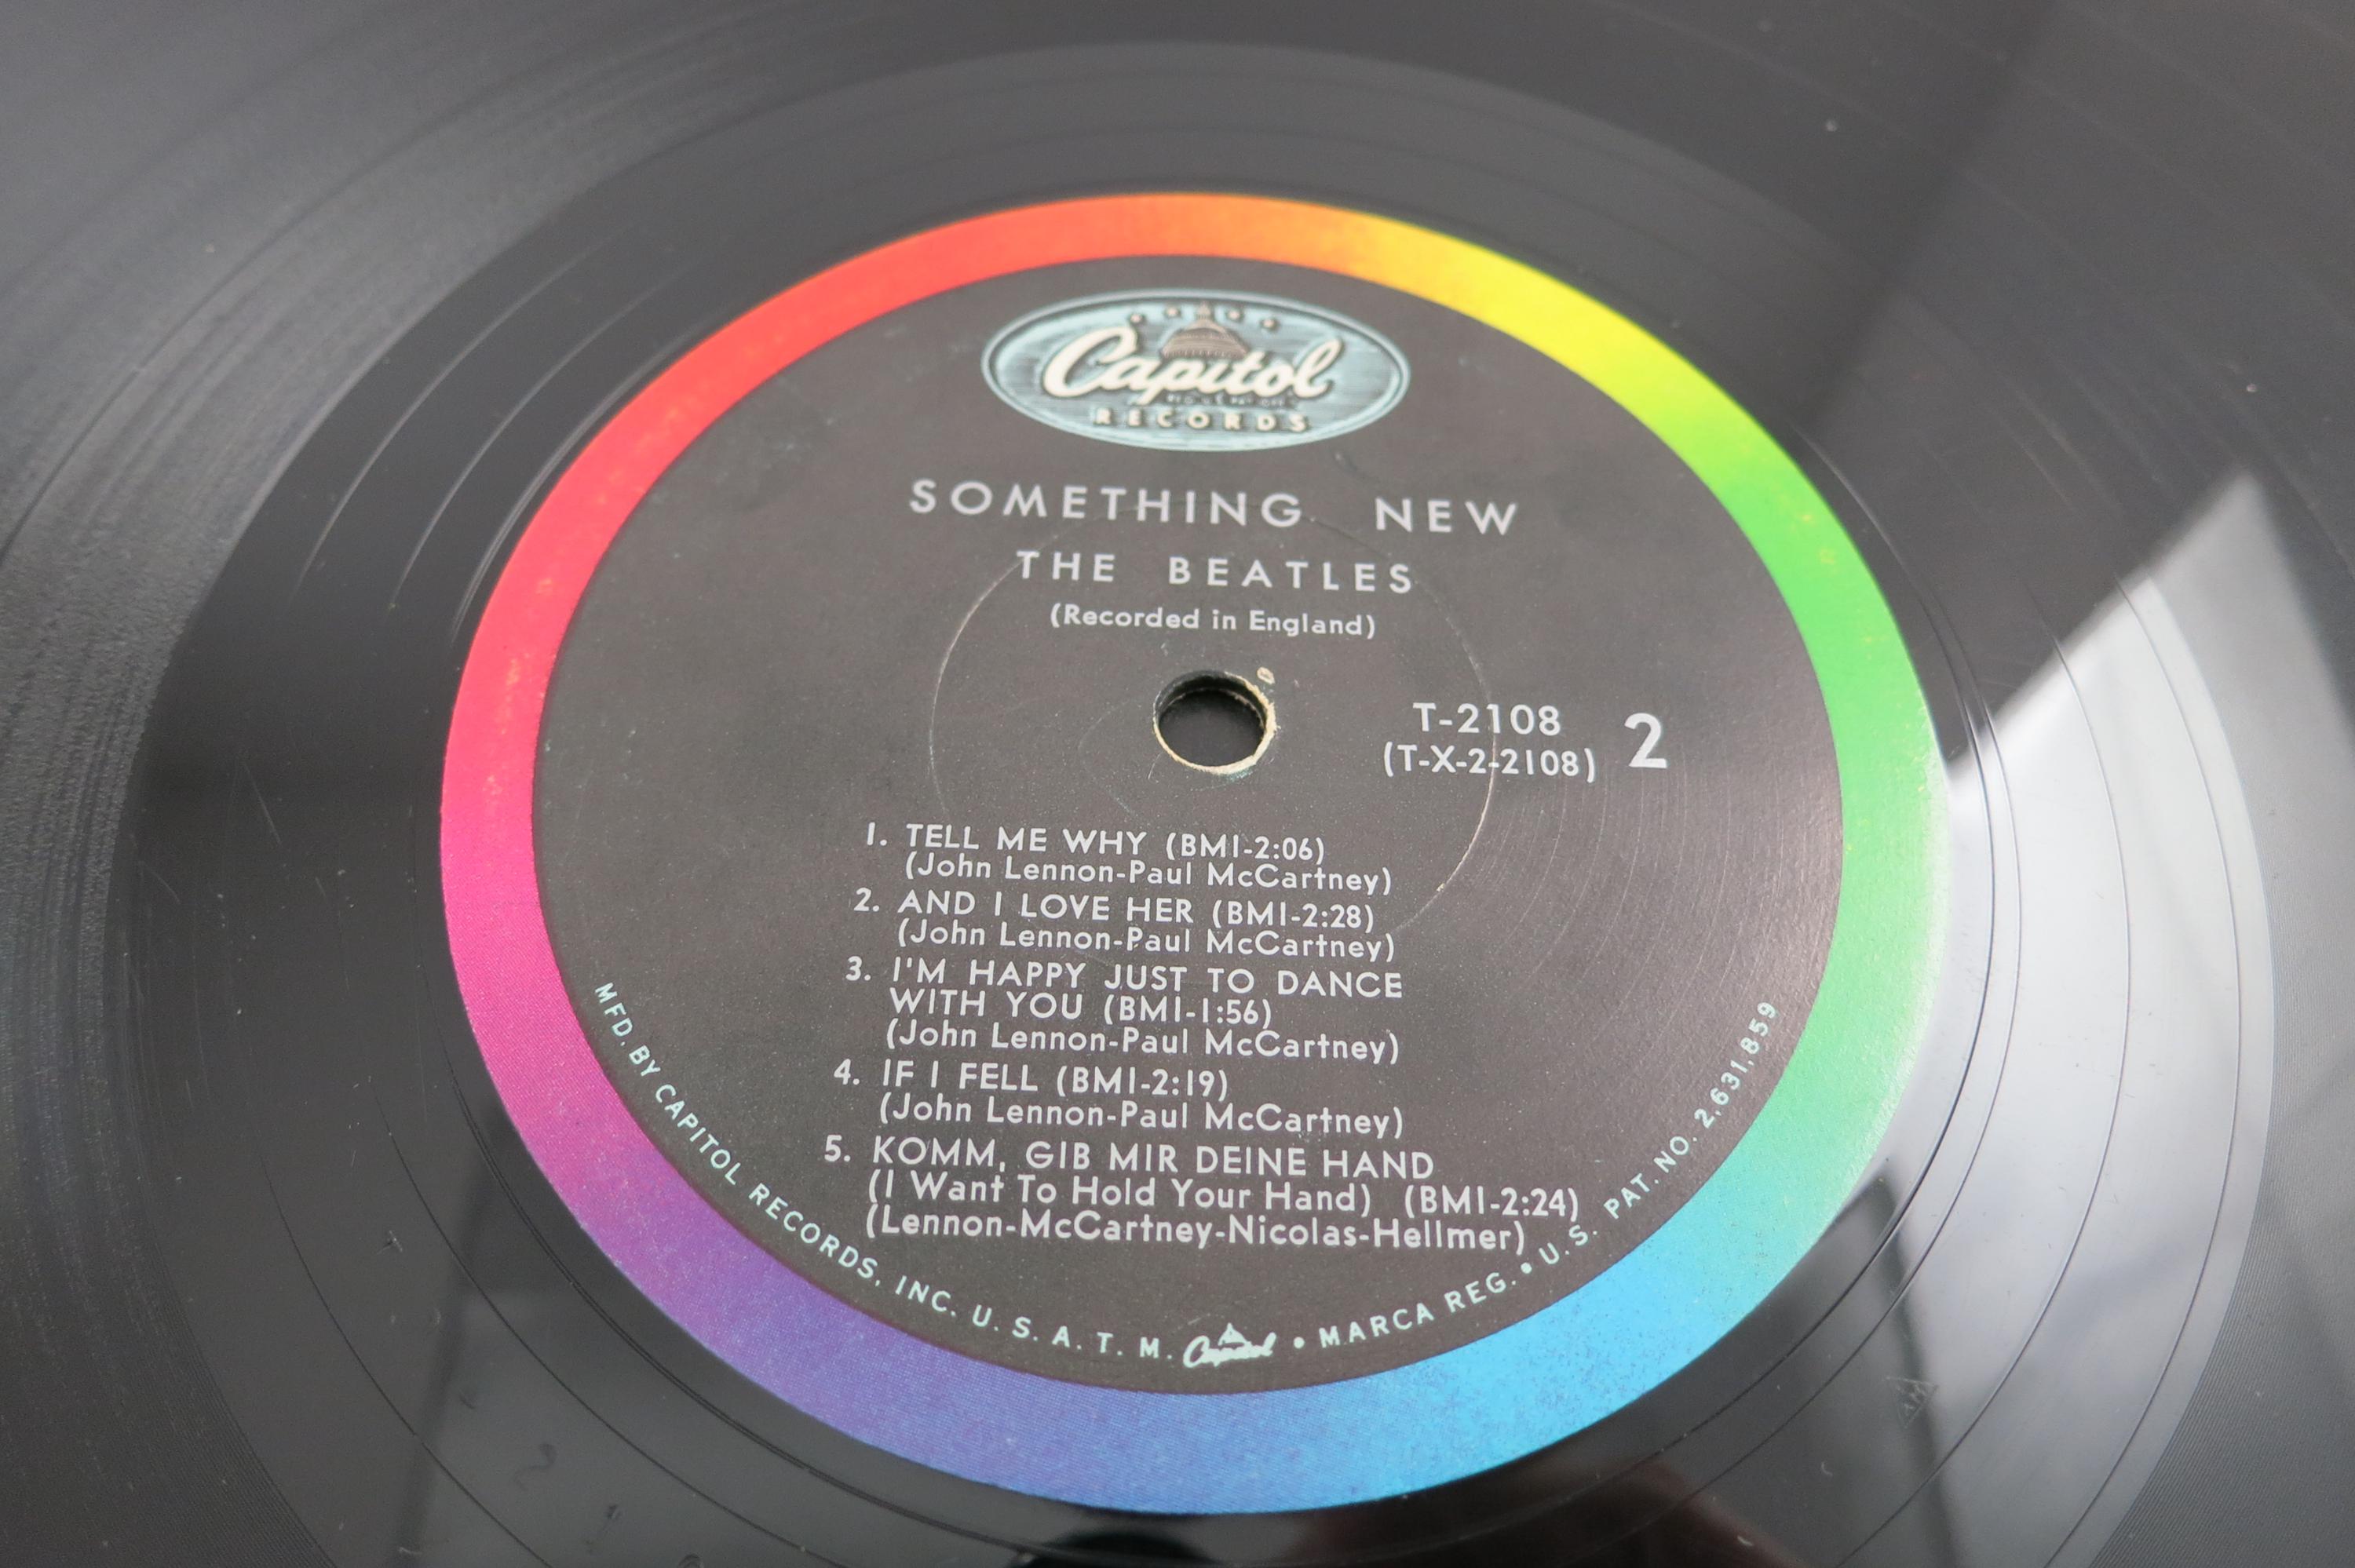 Capitol
RECORDS
SOMETHING NEW
THE BEATLES
(Recorded in England)
T-2108
(T-X-2-2108)
2
1. TELL ME WHY (BMI-2:06)
(John Lennon-Paul McCartney)
2. AND I LOVE HER (BMI-2:28)
(John Lennon-Paul McCartney)
3. I'M HAPPY JUST TO DANCE
WITH YOU (BMI-1:56)
(John Lennon-Paul McCartney)
4. IF I FELL (BMI-2:19)
(John Lennon-Paul McCartney)
5. KOMM, GIB MIR DEINE HAND
(I Want To Hold Your Hand) (BMI-2:24)
(Lennon-McCartney-Nicolas-Hellmer)
MFD. BY CAPITOL RECORDS, INC. U. S. A. T. M. Capitol • MARCA REG. • U. S. PAT. NO. 2,631,859